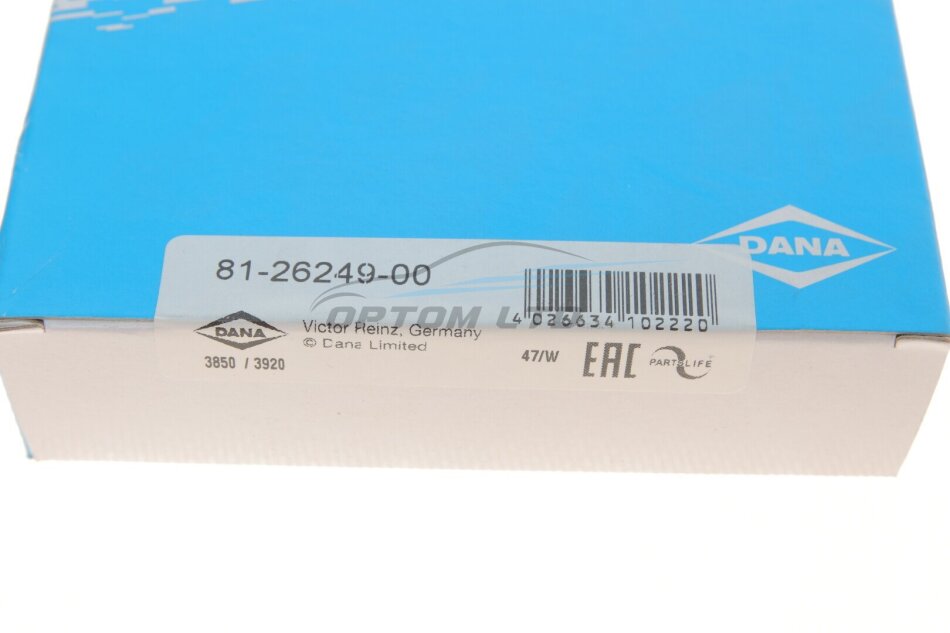 DANA
81-26249-00
OPTOM LTD
4 026634 102220
DANA
Victor Reinz, Germany
© Dana Limited
3850 / 3920
47/W
EAC
PARTSLIFE